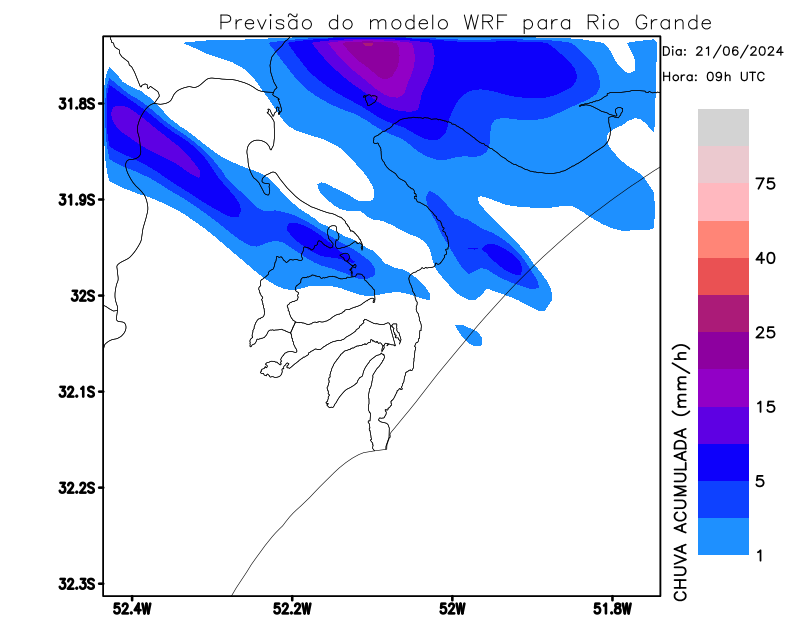 Previsão do modelo WRF para Rio Grande
Dia: 21/06/2024
Hora: 09h UTC
31.8S
31.9S
32S
32.1S
32.2S
32.3S
52.4W
52.2W
52W
51.8W
CHUVA ACUMULADA (mm/h)
75
40
25
15
5
1